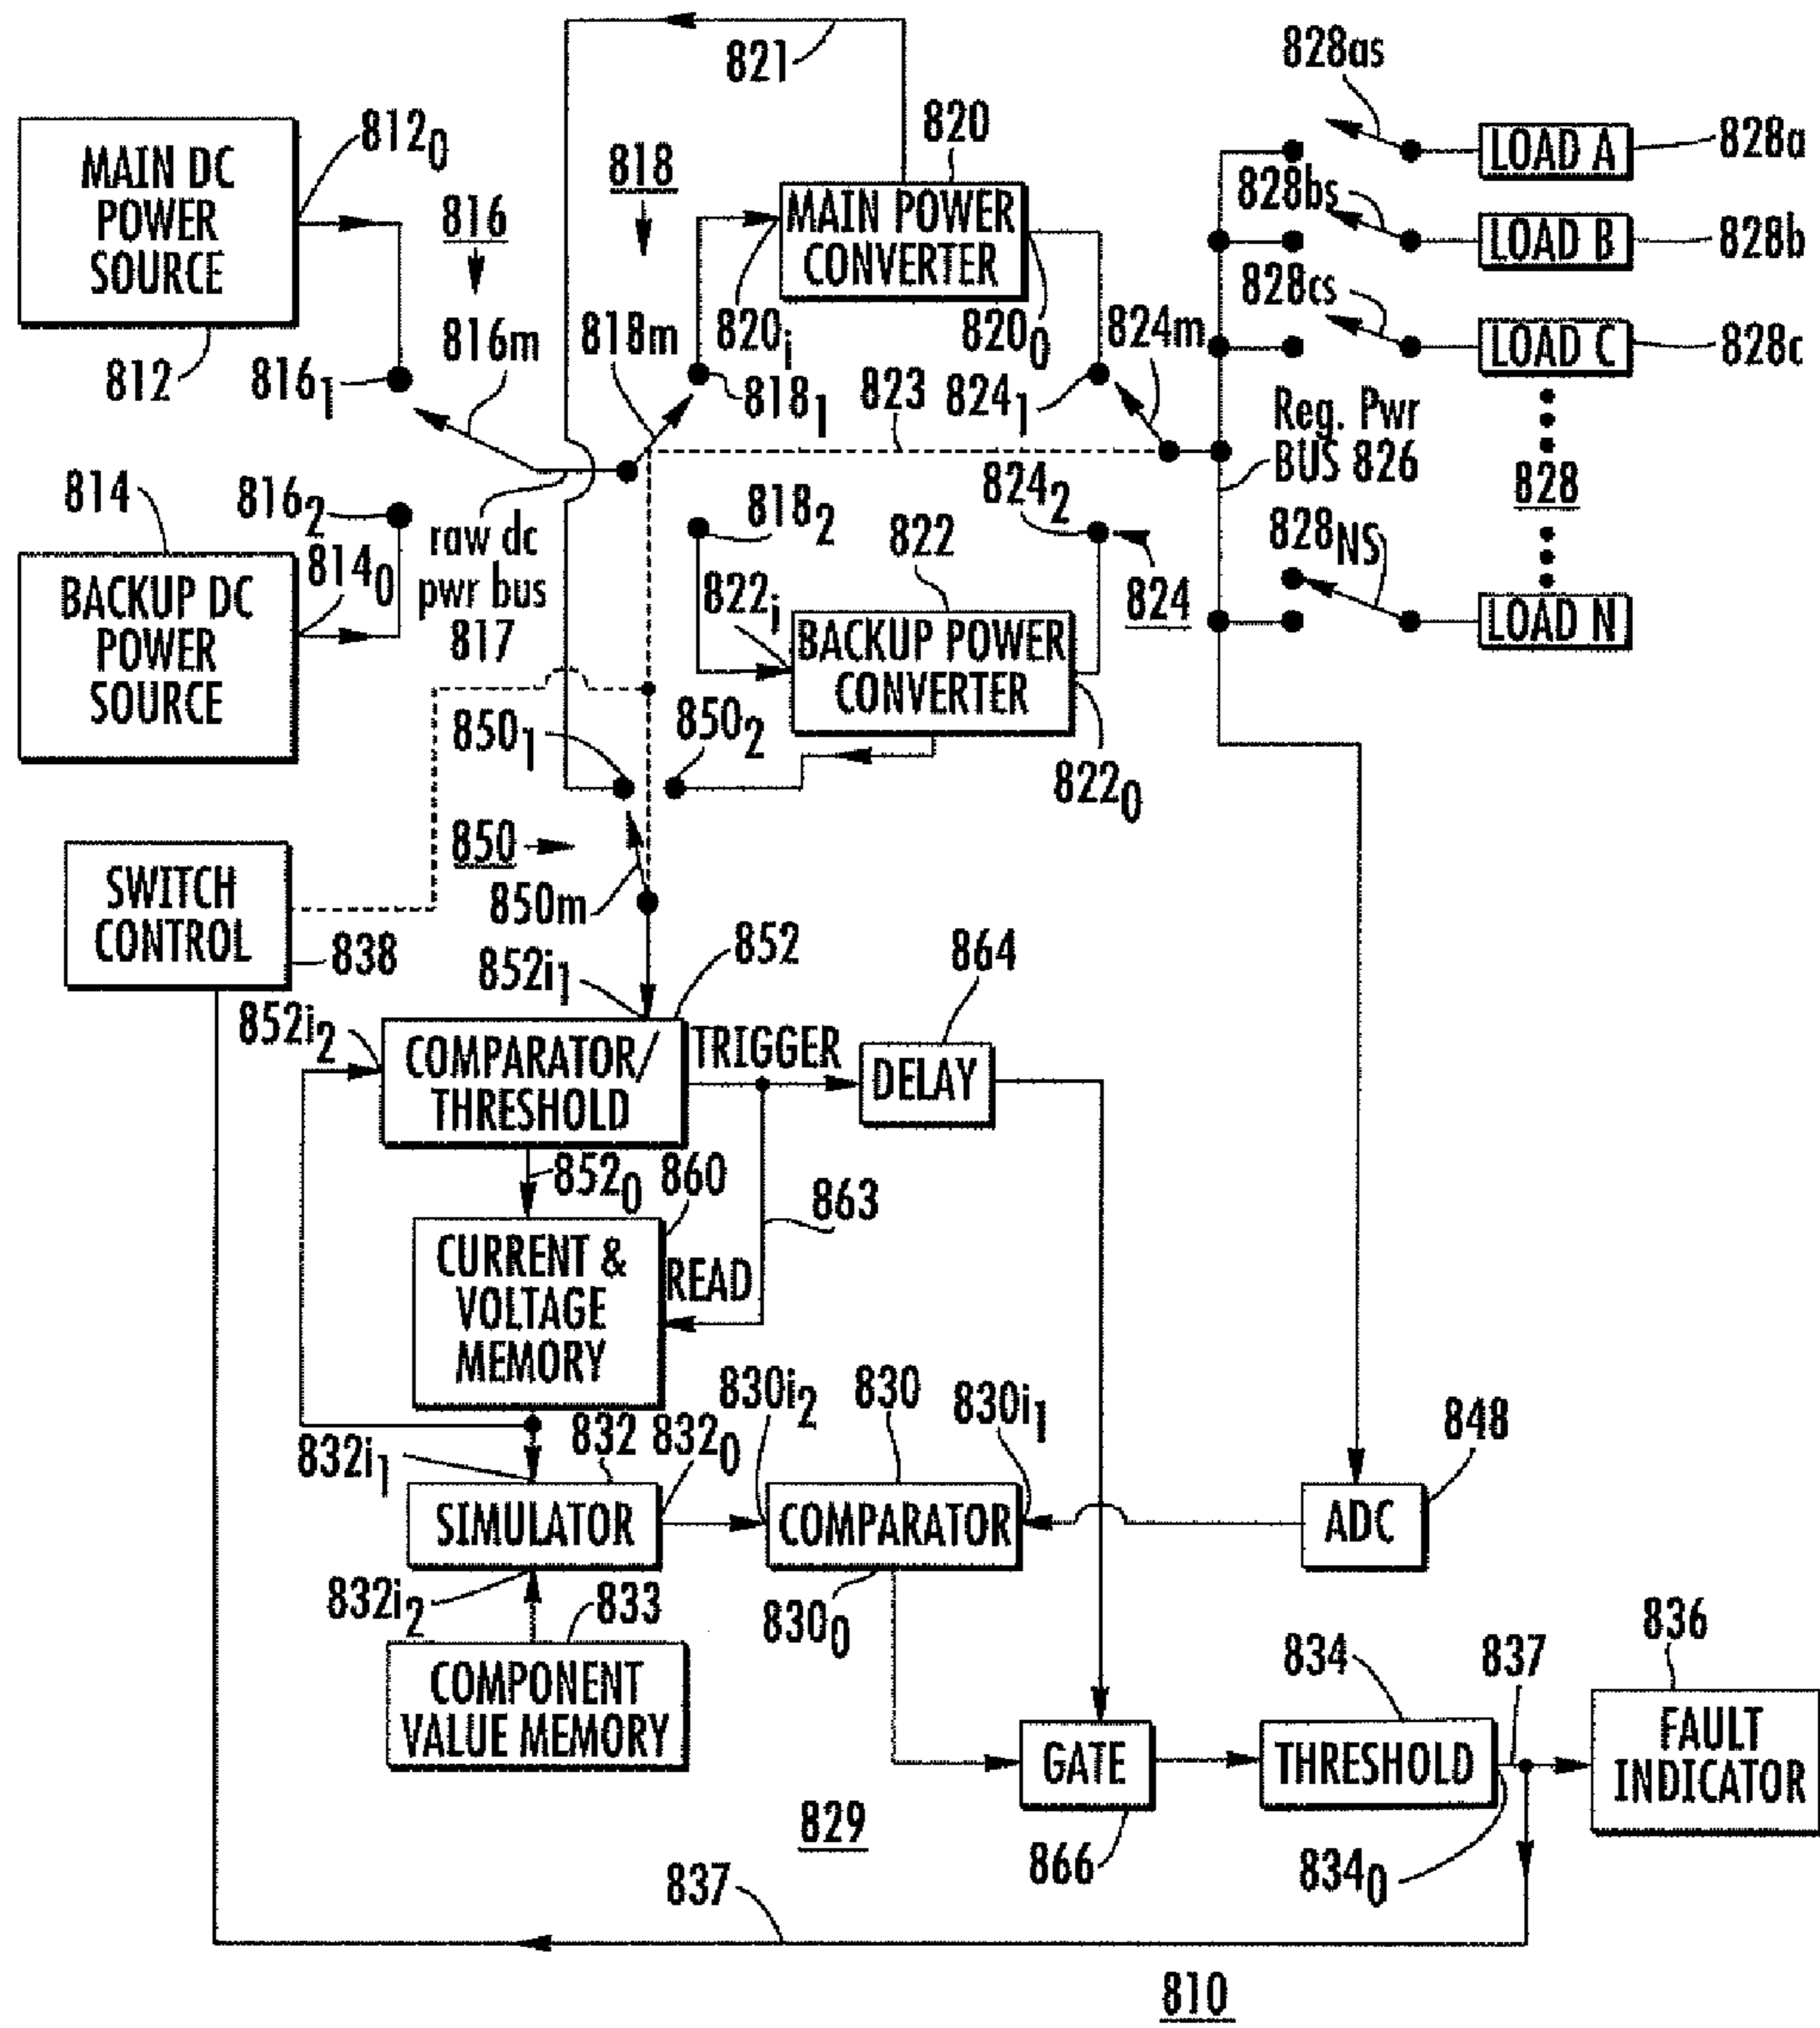 821
828as
MAIN DC
POWER
SOURCE
812₀
820
LOAD A
828a
818
828bs
MAIN POWER
CONVERTER
816
LOAD B
828b
828cs
816m
818m
820i
820₀
824m
LOAD C
828c
812
816₁
818₁
823
824₁
Reg. Pwr
BUS 826
814
816₂
824₂
828
raw dc
pwr bus
817
818₂
822
828NS
814₀
BACKUP DC
POWER
SOURCE
822i
824
LOAD N
BACKUP POWER
CONVERTER
850₁
850₂
822₀
850
SWITCH
CONTROL
850m
838
852i₁
852
864
852i₂
COMPARATOR/
THRESHOLD
TRIGGER
DELAY
852₀
860
863
CURRENT &
VOLTAGE
MEMORY
READ
830i₂
830
830i₁
848
832i₁
832
832₀
SIMULATOR
COMPARATOR
ADC
832i₂
833
830₀
836
COMPONENT
VALUE MEMORY
834
837
FAULT
INDICATOR
GATE
THRESHOLD
829
866
834₀
837
810